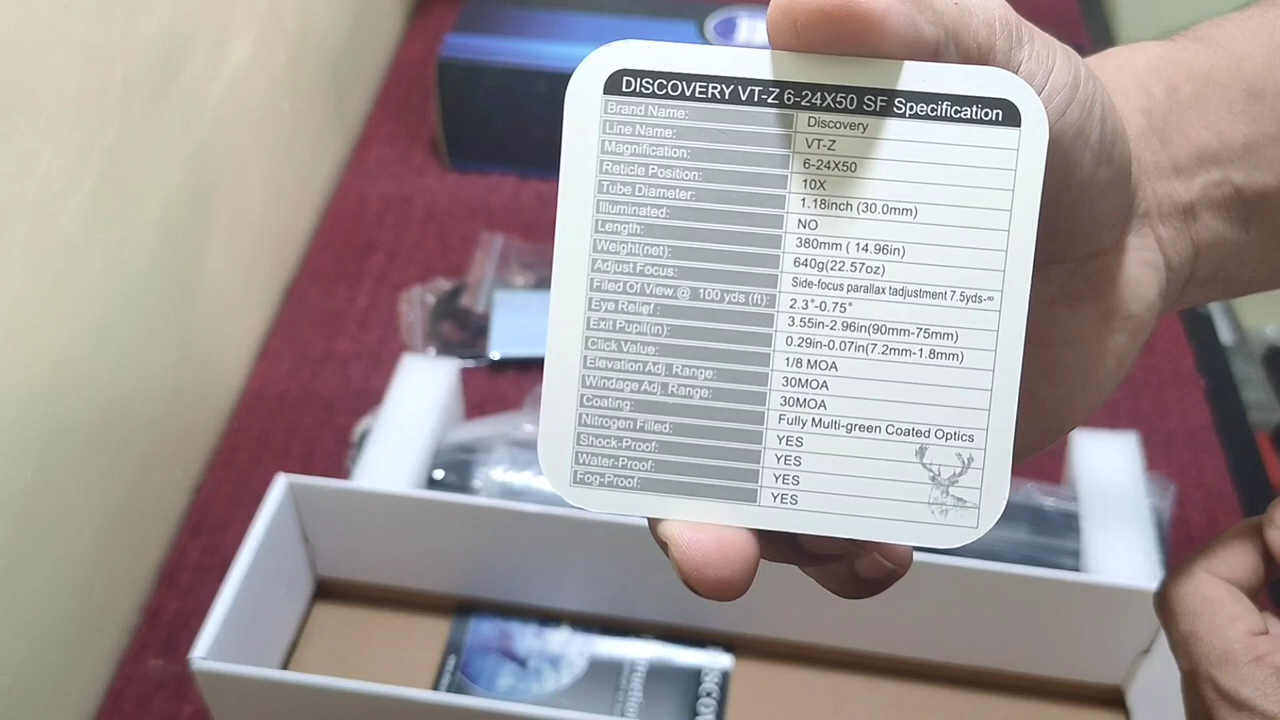 DISCOVERY VT-Z 6-24X50 SF Specification
Brand Name: Discovery
Line Name: VT-Z
Magnification: 6-24X50
Reticle Position: 10X
Tube Diameter: 1.18inch (30.0mm)
Illuminated: NO
Length: 380mm ( 14.96in)
Weight(net): 640g(22.57oz)
Adjust Focus: Side-focus parallax tadjustment 7.5yds-∞
Filed Of View.@ 100 yds (ft): 2.3°-0.75°
Eye Relief : 3.55in-2.96in(90mm-75mm)
Exit Pupil(in): 0.29in-0.07in(7.2mm-1.8mm)
Click Value: 1/8 MOA
Elevation Adj. Range: 30MOA
Windage Adj. Range: 30MOA
Coating: Fully Multi-green Coated Optics
Nitrogen Filled: YES
Shock-Proof: YES
Water-Proof: YES
Fog-Proof: YES